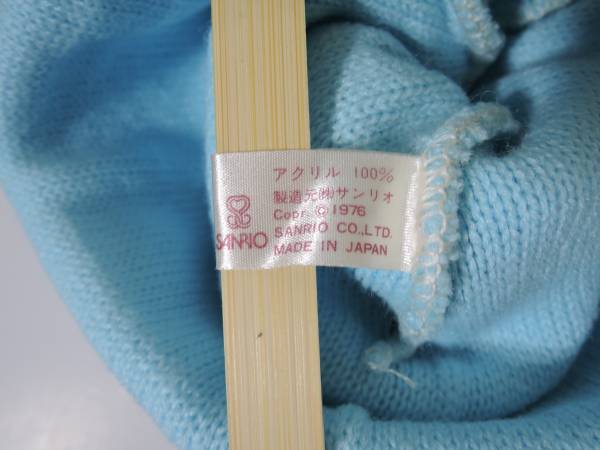 アクリル 100%
製造元㈱サンリオ
Copr. © 1976
SANRIO CO.,LTD.
MADE IN JAPAN
SANRIO